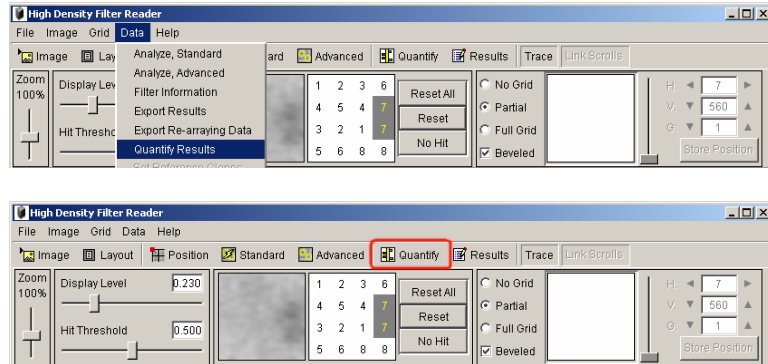 High Density Filter Reader
File Image Grid Data Help
Image Lay Analyze, Standard ard Advanced Quantify Results Trace Link Scrolls
Analyze, Advanced
Filter Information
Export Results
Export Re-arraying Data
Quantify Results
Set Reference Clones
Zoom
100%
Display Lev
Hit Thresho
1 2 3 6
4 5 4 7
3 2 1 7
5 6 8 8
Reset All
Reset
No Hit
No Grid
Partial
Full Grid
Beveled
H: 7
V: 560
G: 1
Store Position
High Density Filter Reader
File Image Grid Data Help
Image Layout Position Standard Advanced Quantify Results Trace Link Scrolls
Zoom
100%
Display Level 0.230
Hit Threshold 0.500
1 2 3 6
4 5 4 7
3 2 1 7
5 6 8 8
Reset All
Reset
No Hit
No Grid
Partial
Full Grid
Beveled
H: 7
V: 560
G: 1
Store Position